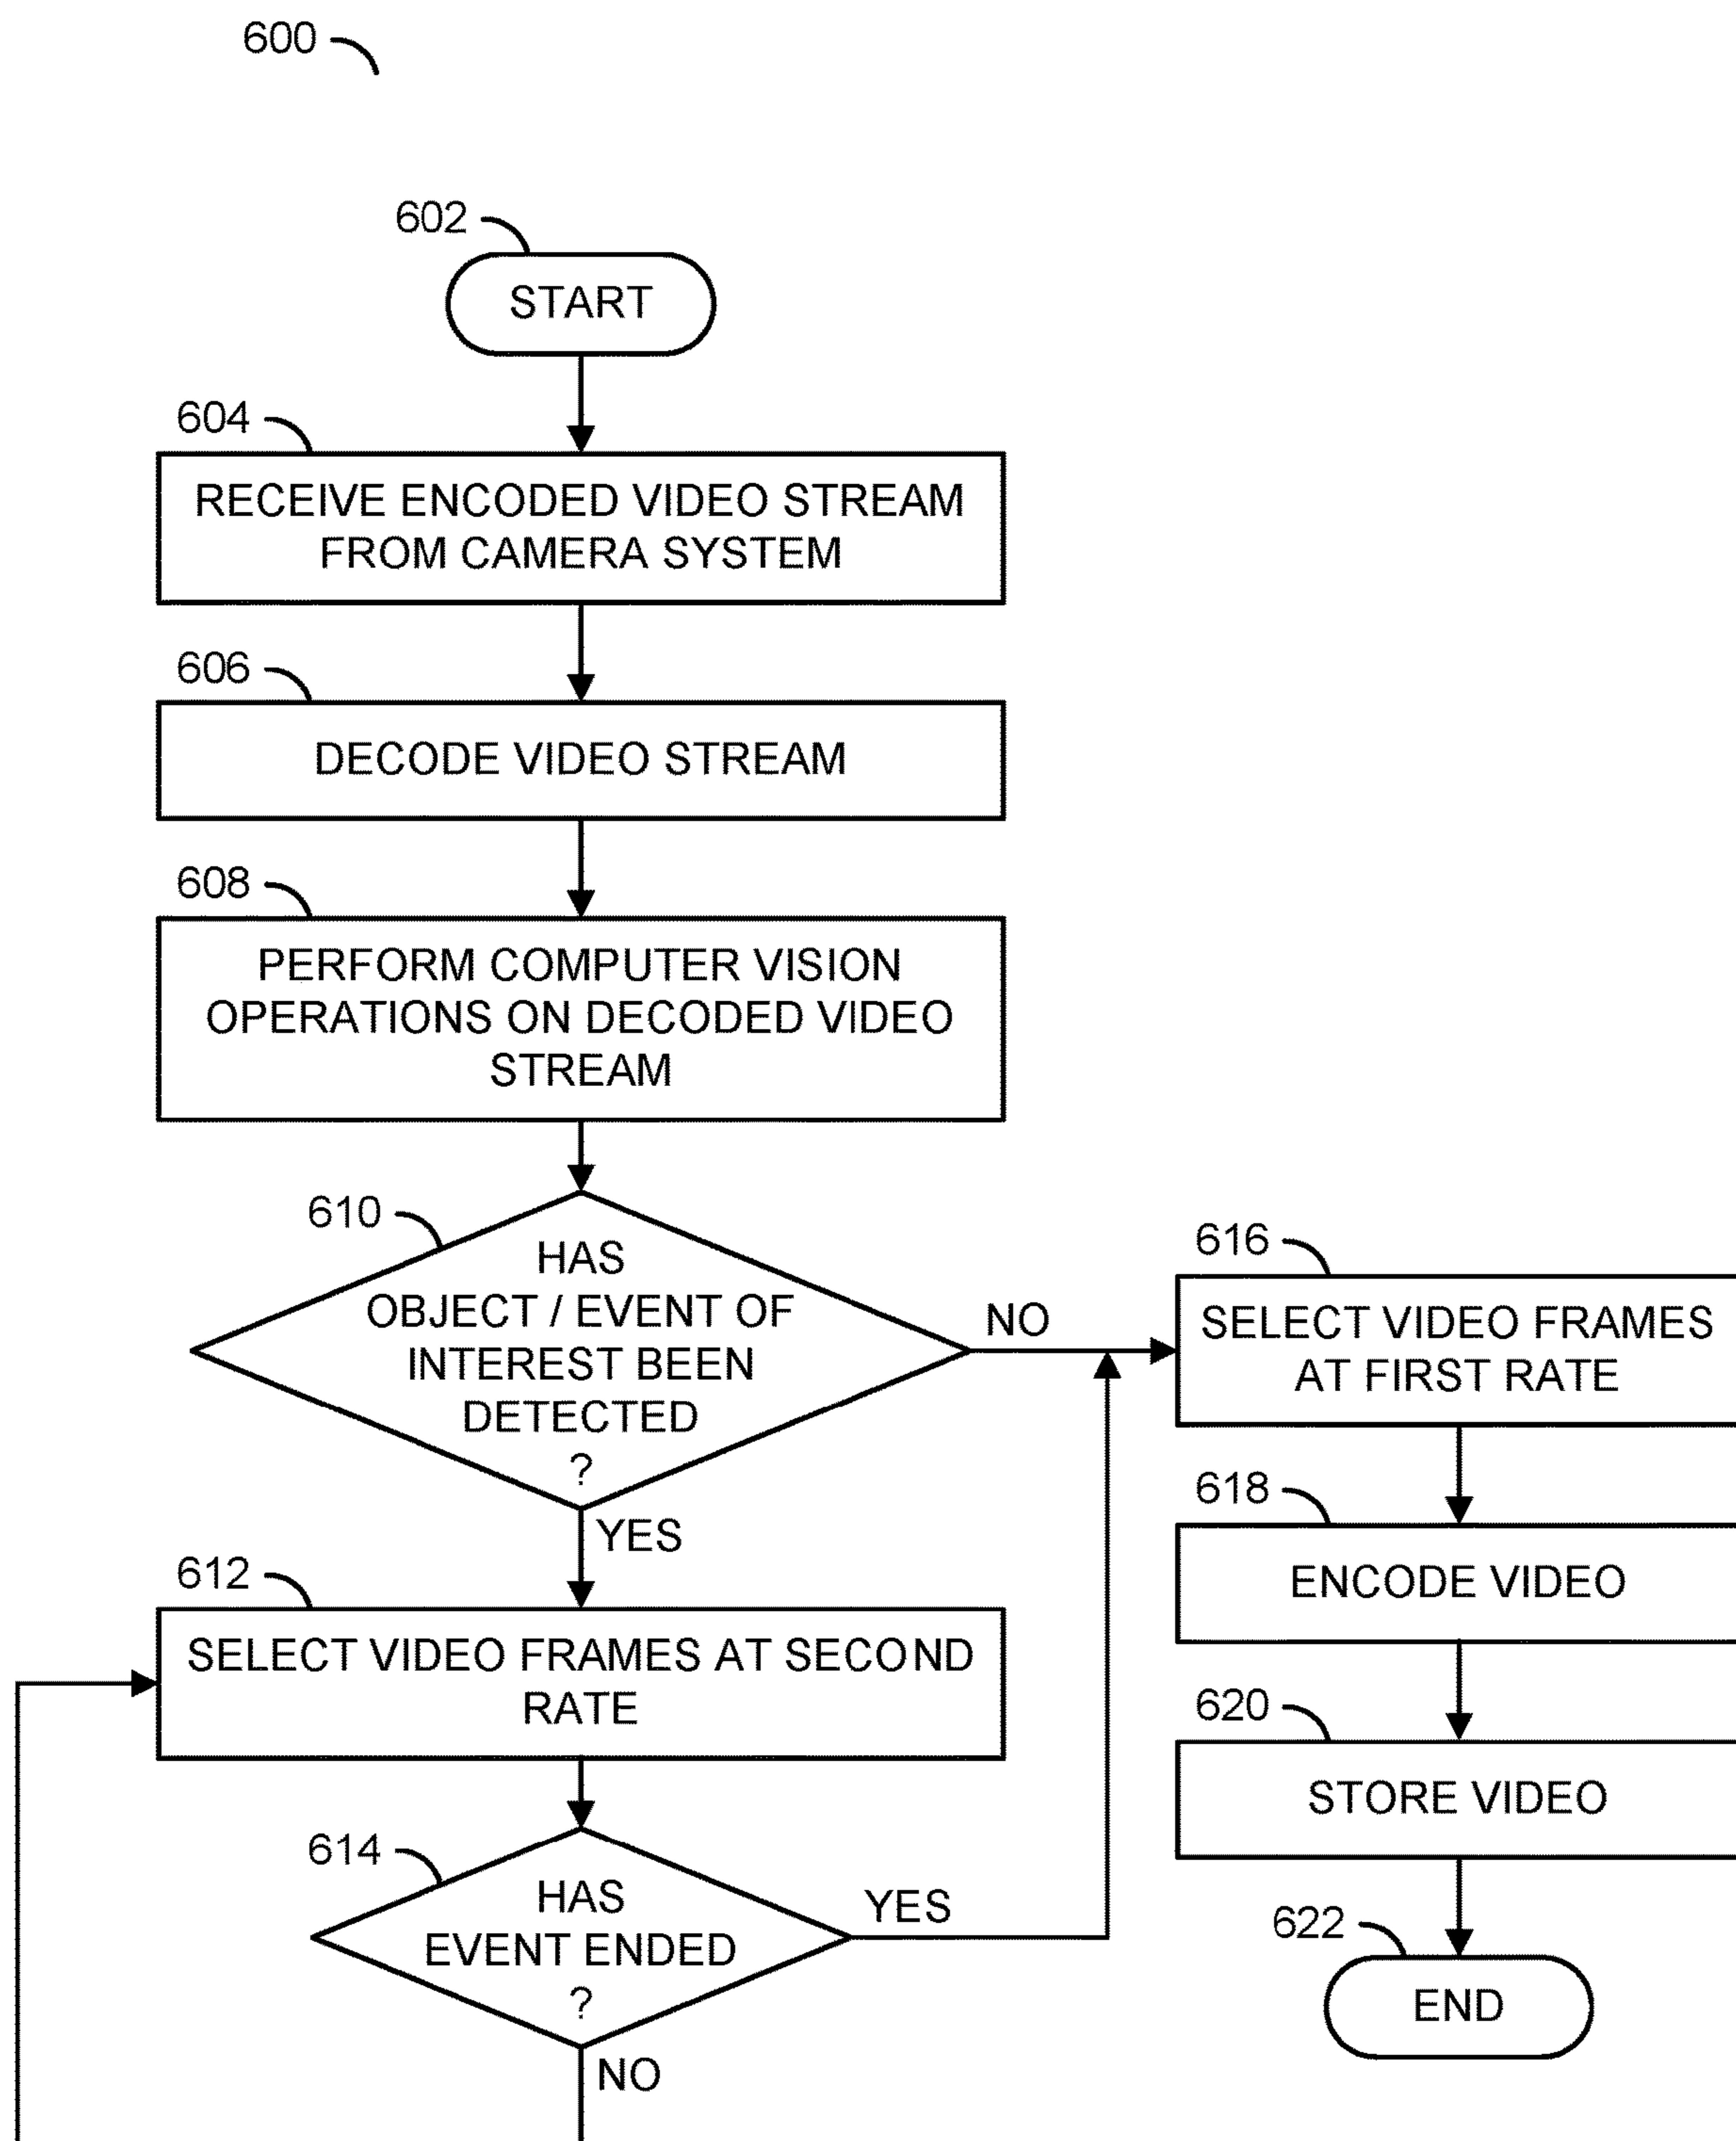 600
602
START
604
RECEIVE ENCODED VIDEO STREAM
FROM CAMERA SYSTEM
606
DECODE VIDEO STREAM
608
PERFORM COMPUTER VISION
OPERATIONS ON DECODED VIDEO
STREAM
610
HAS
OBJECT / EVENT OF
INTEREST BEEN
DETECTED
?
NO
YES
612
SELECT VIDEO FRAMES AT SECOND
RATE
614
HAS
EVENT ENDED
?
YES
NO
616
SELECT VIDEO FRAMES
AT FIRST RATE
618
ENCODE VIDEO
620
STORE VIDEO
622
END